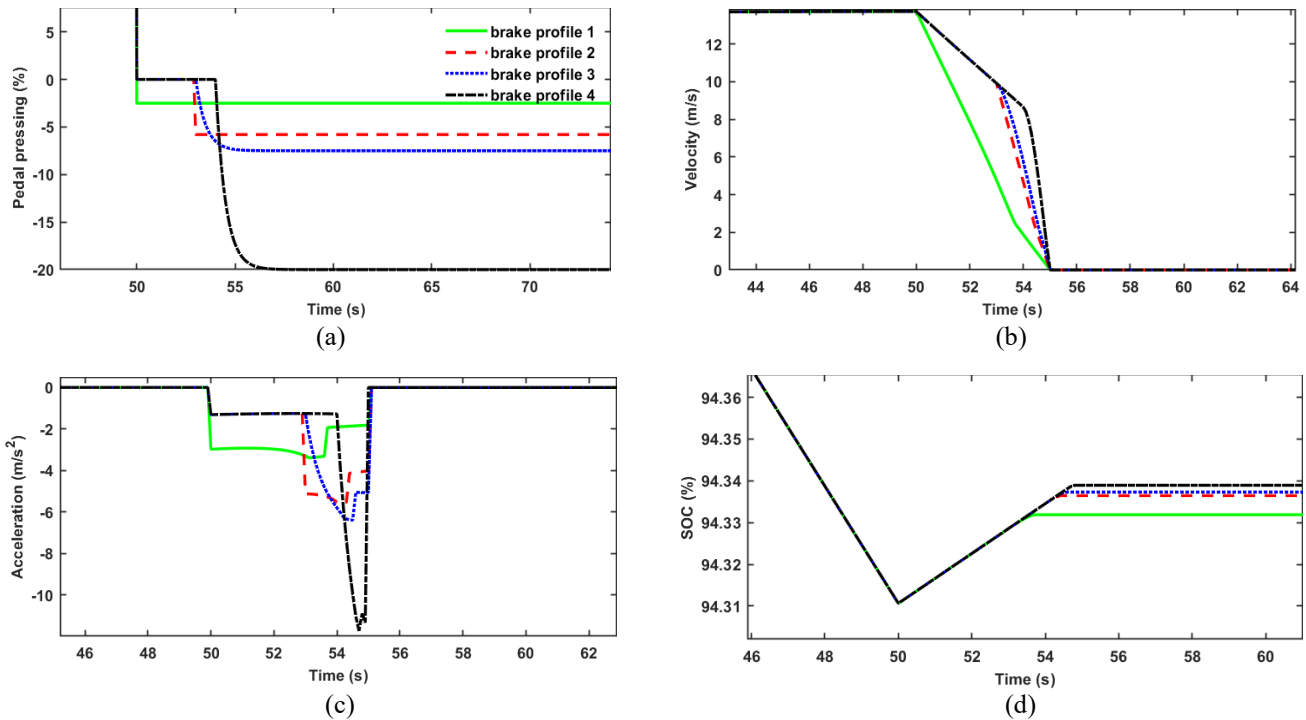 5
0
-5
-10
-15
-20
Pedal pressing (%)
50 55 60 65 70
Time (s)
brake profile 1
brake profile 2
brake profile 3
brake profile 4
(a)
12
10
8
6
4
2
0
Velocity (m/s)
44 46 48 50 52 54 56 58 60 62 64
Time (s)
(b)
0
-2
-4
-6
-8
-10
Acceleration (m/s²)
46 48 50 52 54 56 58 60 62
Time (s)
(c)
94.36
94.35
94.34
94.33
94.32
94.31
SOC (%)
46 48 50 52 54 56 58 60
Time (s)
(d)